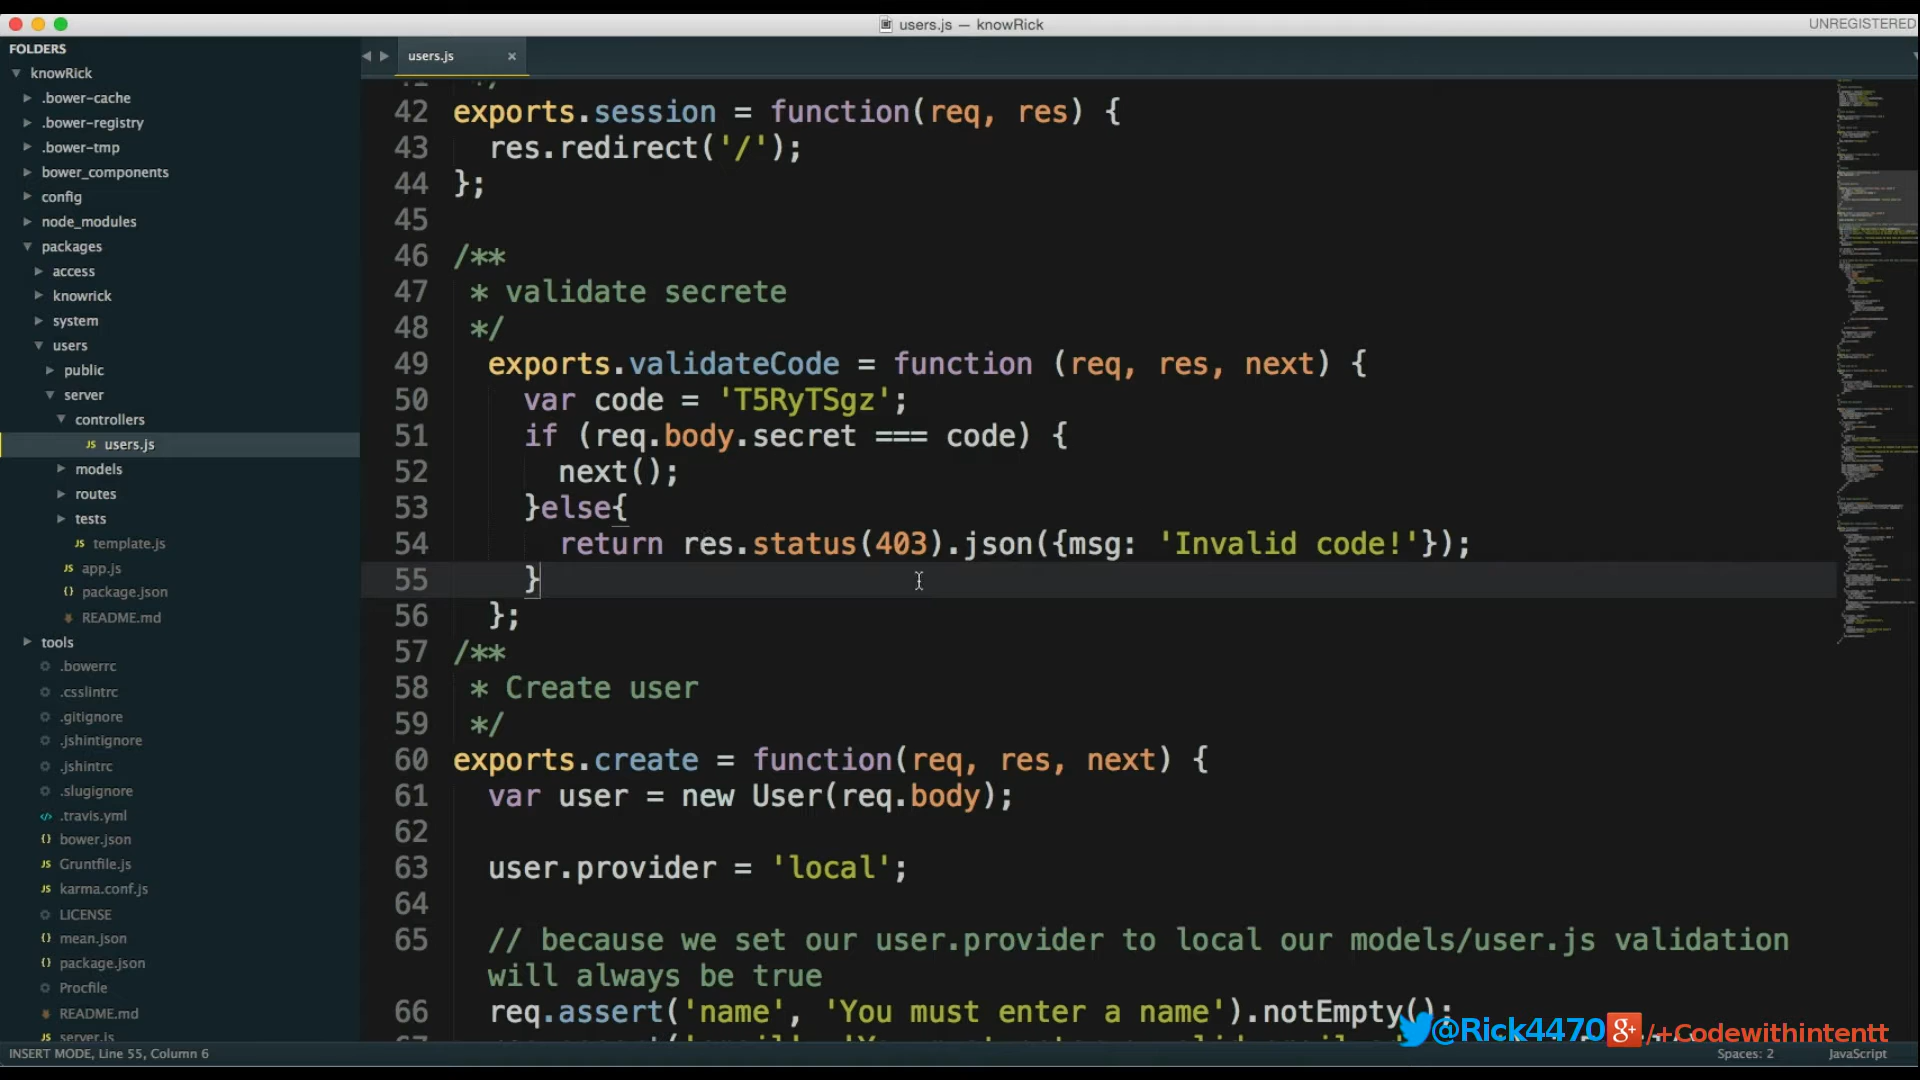 users.js — knowRick
UNREGISTERED
FOLDERS
knowRick
.bower-cache
.bower-registry
.bower-tmp
bower_components
config
node_modules
packages
access
knowrick
system
users
public
server
controllers
JS users.js
models
routes
tests
JS template.js
JS app.js
{} package.json
README.md
tools
.bowerrc
.csslintrc
.gitignore
.jshintignore
.jshintrc
.slugignore
</> .travis.yml
{} bower.json
JS Gruntfile.js
JS karma.conf.js
LICENSE
{} mean.json
{} package.json
Procfile
README.md
JS server.js
users.js ×
42 exports.session = function(req, res) {
43 res.redirect('/');
44 };
45
46 /**
47 * validate secrete
48 */
49 exports.validateCode = function (req, res, next) {
50 var code = 'T5RyTSgz';
51 if (req.body.secret === code) {
52 next();
53 }else{
54 return res.status(403).json({msg: 'Invalid code!'});
55 }
56 };
57 /**
58 * Create user
59 */
60 exports.create = function(req, res, next) {
61 var user = new User(req.body);
62
63 user.provider = 'local';
64
65 // because we set our user.provider to local our models/user.js validation
will always be true
66 req.assert('name', 'You must enter a name').notEmpty();
@Rick4470 g+ /+Codewithintentt
INSERT MODE, Line 55, Column 6
Spaces: 2
JavaScript